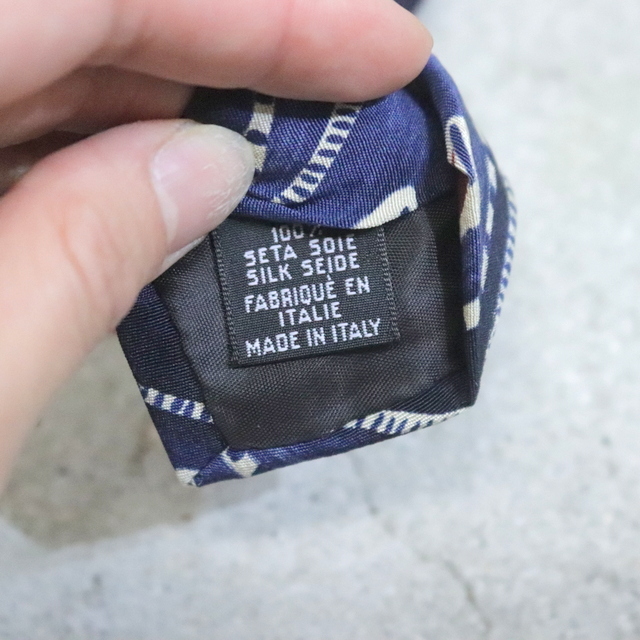 100%
SETA SOIE
SILK SEIDE
FABRIQUÉ EN
ITALIE
MADE IN ITALY